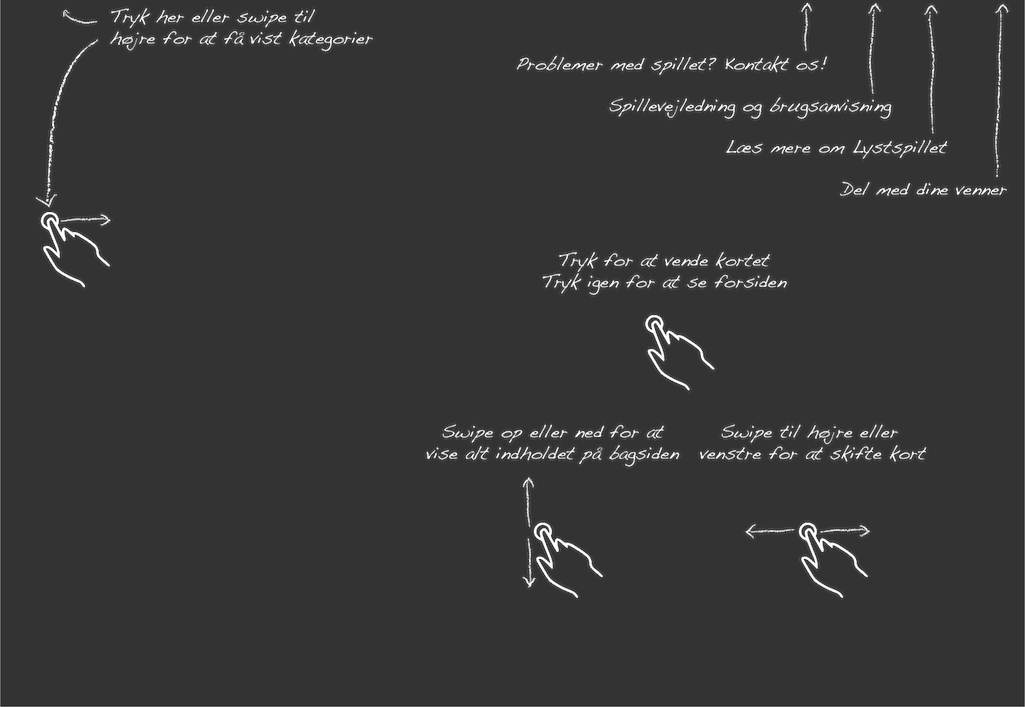 Tryk her eller swipe til
højre for at få vist kategorier
Problemer med spillet? Kontakt os!
Spillevejledning og brugsanvisning
Læs mere om Lystspillet
Del med dine venner
Tryk for at vende kortet
Tryk igen for at se forsiden
Swipe op eller ned for at
vise alt indholdet på bagsiden
Swipe til højre eller
venstre for at skifte kort